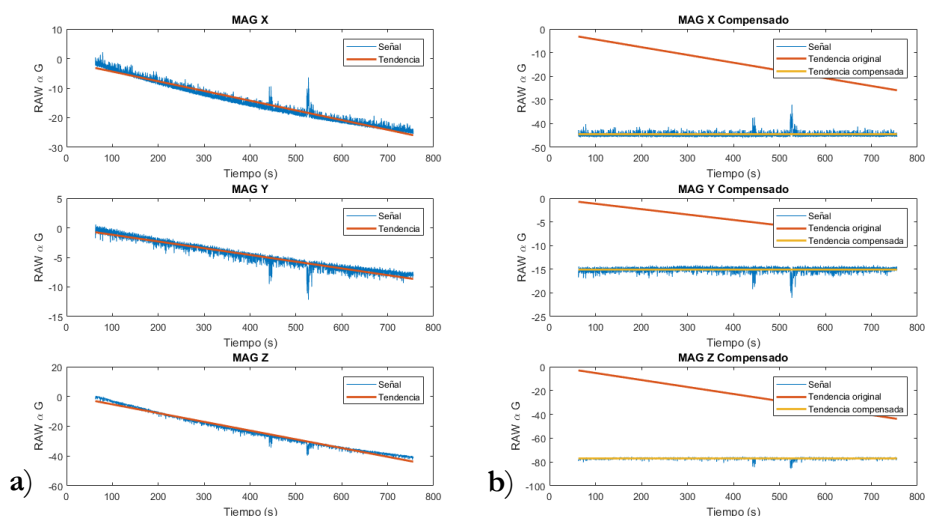 MAG X
10
0
-10
-20
-30
RAW α G
0 100 200 300 400 500 600 700 800
Tiempo (s)
Señal
Tendencia
MAG Y
5
0
-5
-10
-15
RAW α G
0 100 200 300 400 500 600 700 800
Tiempo (s)
Señal
Tendencia
MAG Z
20
0
-20
-40
-60
RAW α G
0 100 200 300 400 500 600 700 800
Tiempo (s)
Señal
Tendencia
a)
MAG X Compensado
0
-10
-20
-30
-40
-50
RAW α G
0 100 200 300 400 500 600 700 800
Tiempo (s)
Señal
Tendencia original
Tendencia compensada
MAG Y Compensado
0
-5
-10
-15
-20
-25
RAW α G
0 100 200 300 400 500 600 700 800
Tiempo (s)
Señal
Tendencia original
Tendencia compensada
MAG Z Compensado
0
-20
-40
-60
-80
-100
RAW α G
0 100 200 300 400 500 600 700 800
Tiempo (s)
Señal
Tendencia original
Tendencia compensada
b)